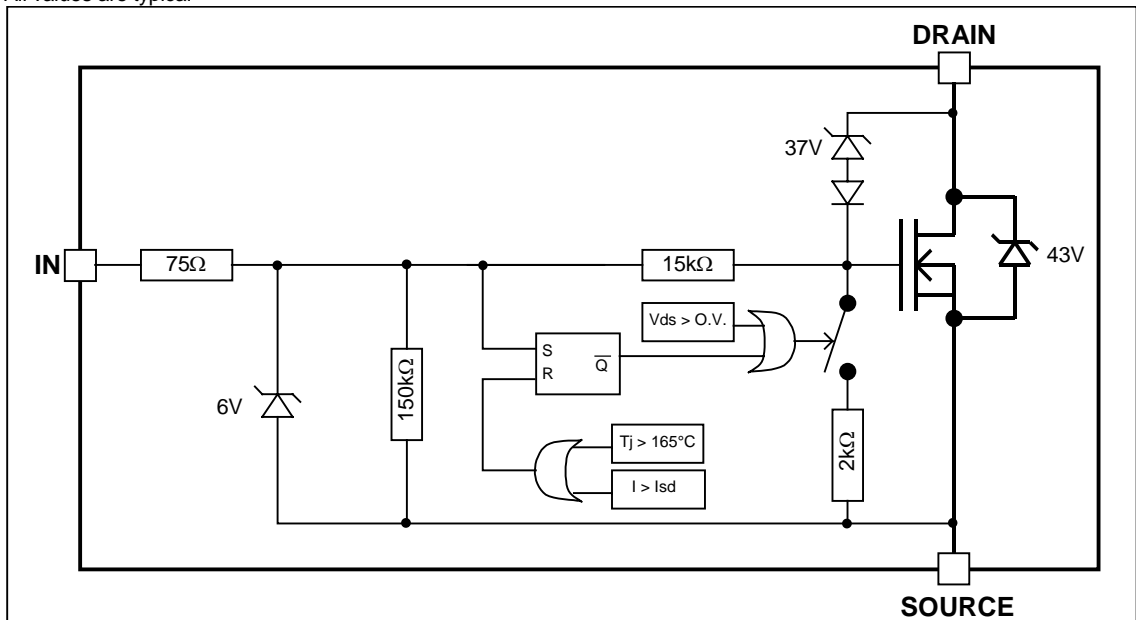 All values are typical
DRAIN
37V
43V
IN
75Ω
15kΩ
Vds > O.V.
S
R
Q
150kΩ
6V
Tj > 165°C
I > Isd
2kΩ
SOURCE